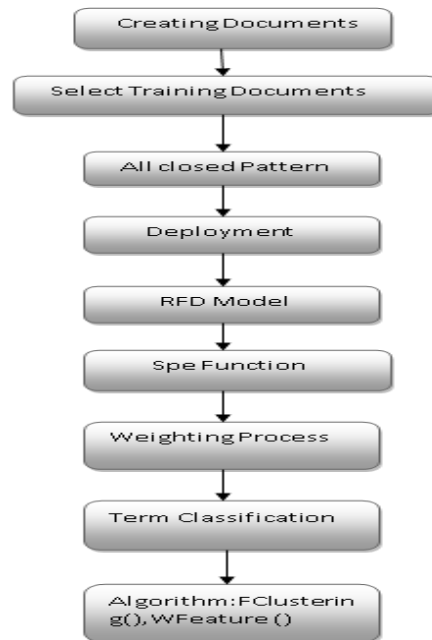 Creating Documents
Select Training Documents
All closed Pattern
Deployment
RFD Model
Spe Function
Weighting Process
Term Classification
Algorithm:FClusterin
g(), WFeature ()